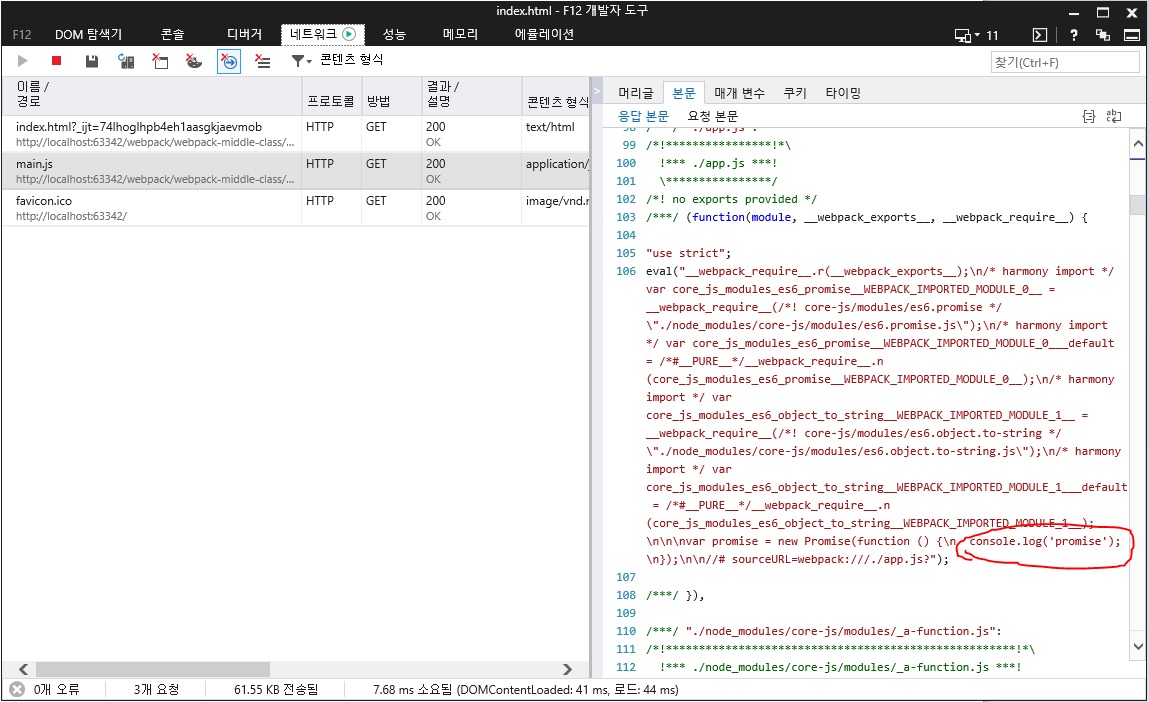 index.html - F12 개발자 도구
F12 DOM 탐색기 콘솔 디버거 네트워크 성능 메모리 에뮬레이션 11
콘텐츠 형식 찾기(Ctrl+F)
이름 / 경로 프로토콜 방법 결과 / 설명 콘텐츠 형식
index.html?_ijt=74lhoglhpb4eh1aasgkjaevmob HTTP GET 200 text/html
http://localhost:63342/webpack/webpack-middle-class/... OK
main.js HTTP GET 200 application/
http://localhost:63342/webpack/webpack-middle-class/... OK
favicon.ico HTTP GET 200 image/vnd.r
http://localhost:63342/ OK
머리글 본문 매개 변수 쿠키 타이밍
응답 본문 요청 본문
98 /***/ "./app.js":
99 /*!****************!*\
100 !*** ./app.js ***!
101 \****************/
102 /*! no exports provided */
103 /***/ (function(module, __webpack_exports__, __webpack_require__) {
104
105 "use strict";
106 eval("__webpack_require__.r(__webpack_exports__);\n/* harmony import */
var core_js_modules_es6_promise__WEBPACK_IMPORTED_MODULE_0__ =
__webpack_require__(/*! core-js/modules/es6.promise */
\"./node_modules/core-js/modules/es6.promise.js\");\n/* harmony import
*/ var core_js_modules_es6_promise__WEBPACK_IMPORTED_MODULE_0___default
= /*#__PURE__*/__webpack_require__.n
(core_js_modules_es6_promise__WEBPACK_IMPORTED_MODULE_0__);\n/* harmony
import */ var
core_js_modules_es6_object_to_string__WEBPACK_IMPORTED_MODULE_1__ =
__webpack_require__(/*! core-js/modules/es6.object.to-string */
\"./node_modules/core-js/modules/es6.object.to-string.js\");\n/* harmony
import */ var
core_js_modules_es6_object_to_string__WEBPACK_IMPORTED_MODULE_1___default
= /*#__PURE__*/__webpack_require__.n
(core_js_modules_es6_object_to_string__WEBPACK_IMPORTED_MODULE_1__);
\n\n\nvar promise = new Promise(function () {\n  console.log('promise');
\n});\n\n//# sourceURL=webpack:///./app.js?");
107
108 /***/ }),
109
110 /***/ "./node_modules/core-js/modules/_a-function.js":
111 /*!****************************************************!*\
112 !*** ./node_modules/core-js/modules/_a-function.js ***!
0개 오류 3개 요청 61.55 KB 전송됨 7.68 ms 소요됨 (DOMContentLoaded: 41 ms, 로드: 44 ms)